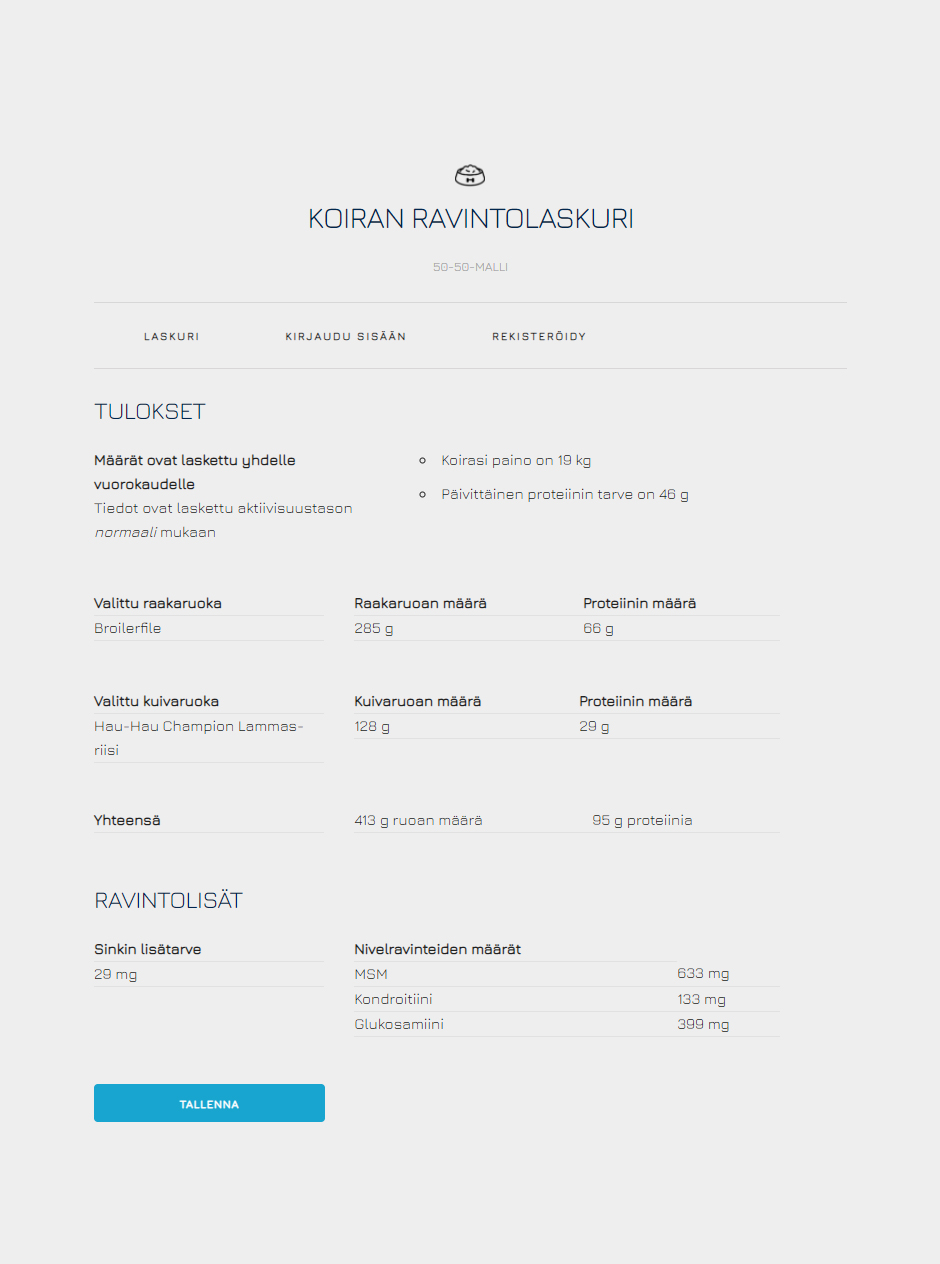 KOIRAN RAVINTOLASKURI
50-50-MALLI
LASKURI KIRJAUDU SISÄÄN REKISTERÖIDY
TULOKSET
Määrät ovat laskettu yhdelle
vuorokaudelle
Tiedot ovat laskettu aktiivisuustason
normaali mukaan
Koirasi paino on 19 kg
Päivittäinen proteiinin tarve on 46 g
Valittu raakaruoka Raakaruoan määrä Proteiinin määrä
Broilerfile 285 g 66 g
Valittu kuivaruoka Kuivaruoan määrä Proteiinin määrä
Hau-Hau Champion Lammas- 128 g 29 g
riisi
Yhteensä 413 g ruoan määrä 95 g proteiinia
RAVINTOLISÄT
Sinkin lisätarve
29 mg
Nivelravinteiden määrät
MSM 633 mg
Kondroitiini 133 mg
Glukosamiini 399 mg
TALLENNA